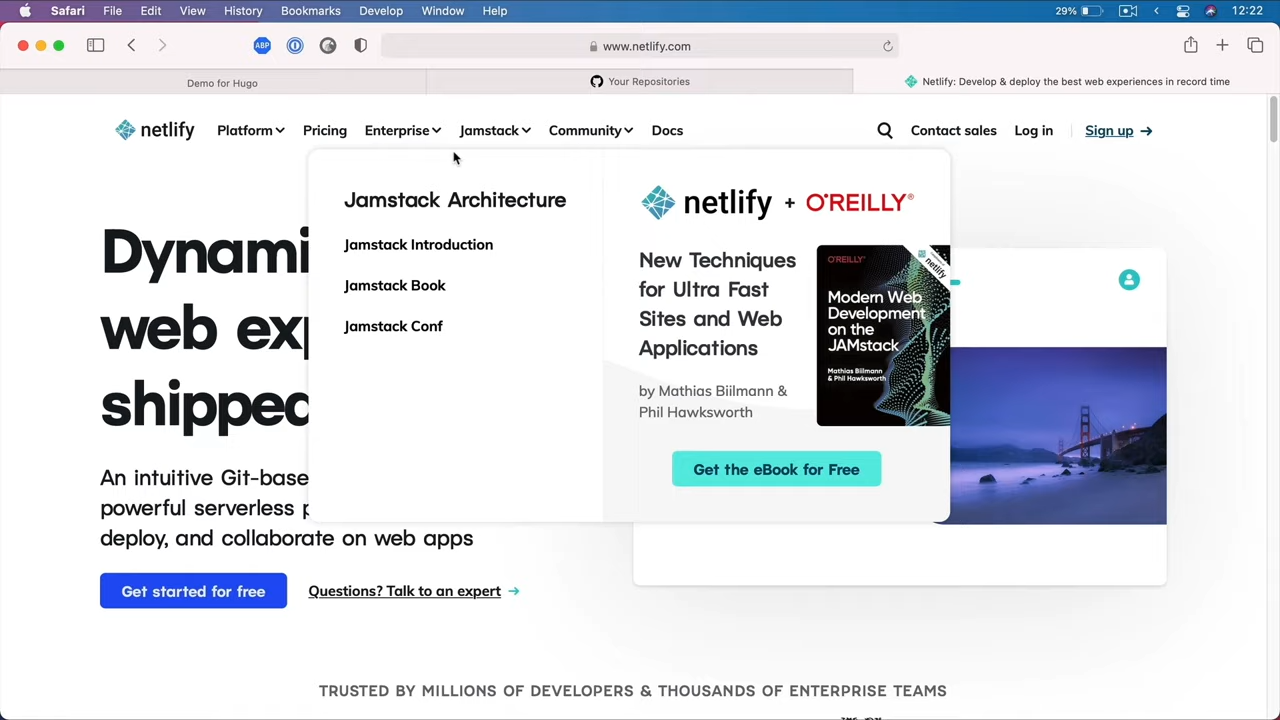 Safari File Edit View History Bookmarks Develop Window Help 29% 12:22
ABP www.netlify.com
Demo for Hugo Your Repositories Netlify: Develop & deploy the best web experiences in record time
netlify Platform Pricing Enterprise Jamstack Community Docs Contact sales Log in Sign up →
Jamstack Architecture
Jamstack Introduction
Jamstack Book
Jamstack Conf
netlify + O'REILLY®
New Techniques
for Ultra Fast
Sites and Web
Applications
by Mathias Biilmann &
Phil Hawksworth
O'REILLY®
netlify
Modern Web
Development
on the
JAMstack
Mathias Biilmann
& Phil Hawksworth
Get the eBook for Free
Dynami
web exp
shipped
An intuitive Git-base
powerful serverless p
deploy, and collaborate on web apps
Get started for free Questions? Talk to an expert →
TRUSTED BY MILLIONS OF DEVELOPERS & THOUSANDS OF ENTERPRISE TEAMS